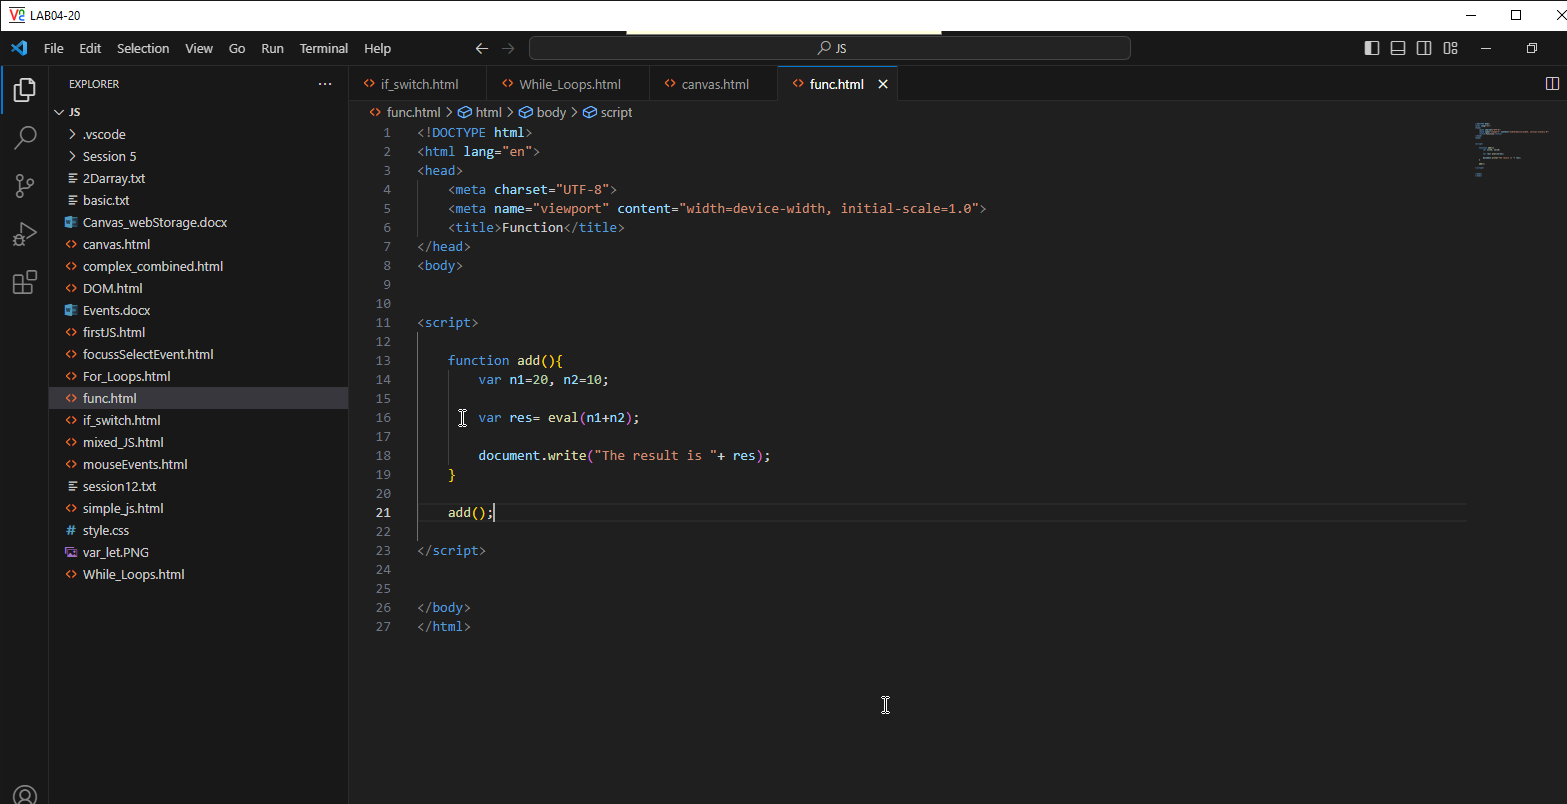 LAB04-20
File Edit Selection View Go Run Terminal Help
JS
EXPLORER
JS
.vscode
Session 5
2Darray.txt
basic.txt
Canvas_webStorage.docx
canvas.html
complex_combined.html
DOM.html
Events.docx
firstJS.html
focussSelectEvent.html
For_Loops.html
func.html
if_switch.html
mixed_JS.html
mouseEvents.html
session12.txt
simple_js.html
# style.css
var_let.PNG
While_Loops.html
if_switch.html While_Loops.html canvas.html func.html
func.html > html > body > script
1 <!DOCTYPE html>
2 <html lang="en">
3 <head>
4 <meta charset="UTF-8">
5 <meta name="viewport" content="width=device-width, initial-scale=1.0">
6 <title>Function</title>
7 </head>
8 <body>
9
10
11 <script>
12
13 function add(){
14 var n1=20, n2=10;
15
16 var res= eval(n1+n2);
17
18 document.write("The result is "+ res);
19 }
20
21 add();
22
23 </script>
24
25
26 </body>
27 </html>